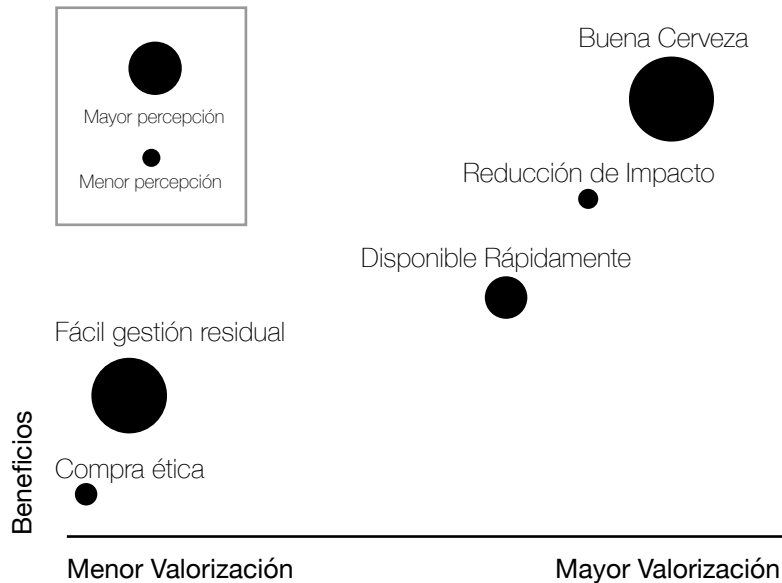 Buena Cerveza
Mayor percepción
Menor percepción
Reducción de Impacto
Disponible Rápidamente
Fácil gestión residual
Compra ética
Beneficios
Menor Valorización
Mayor Valorización